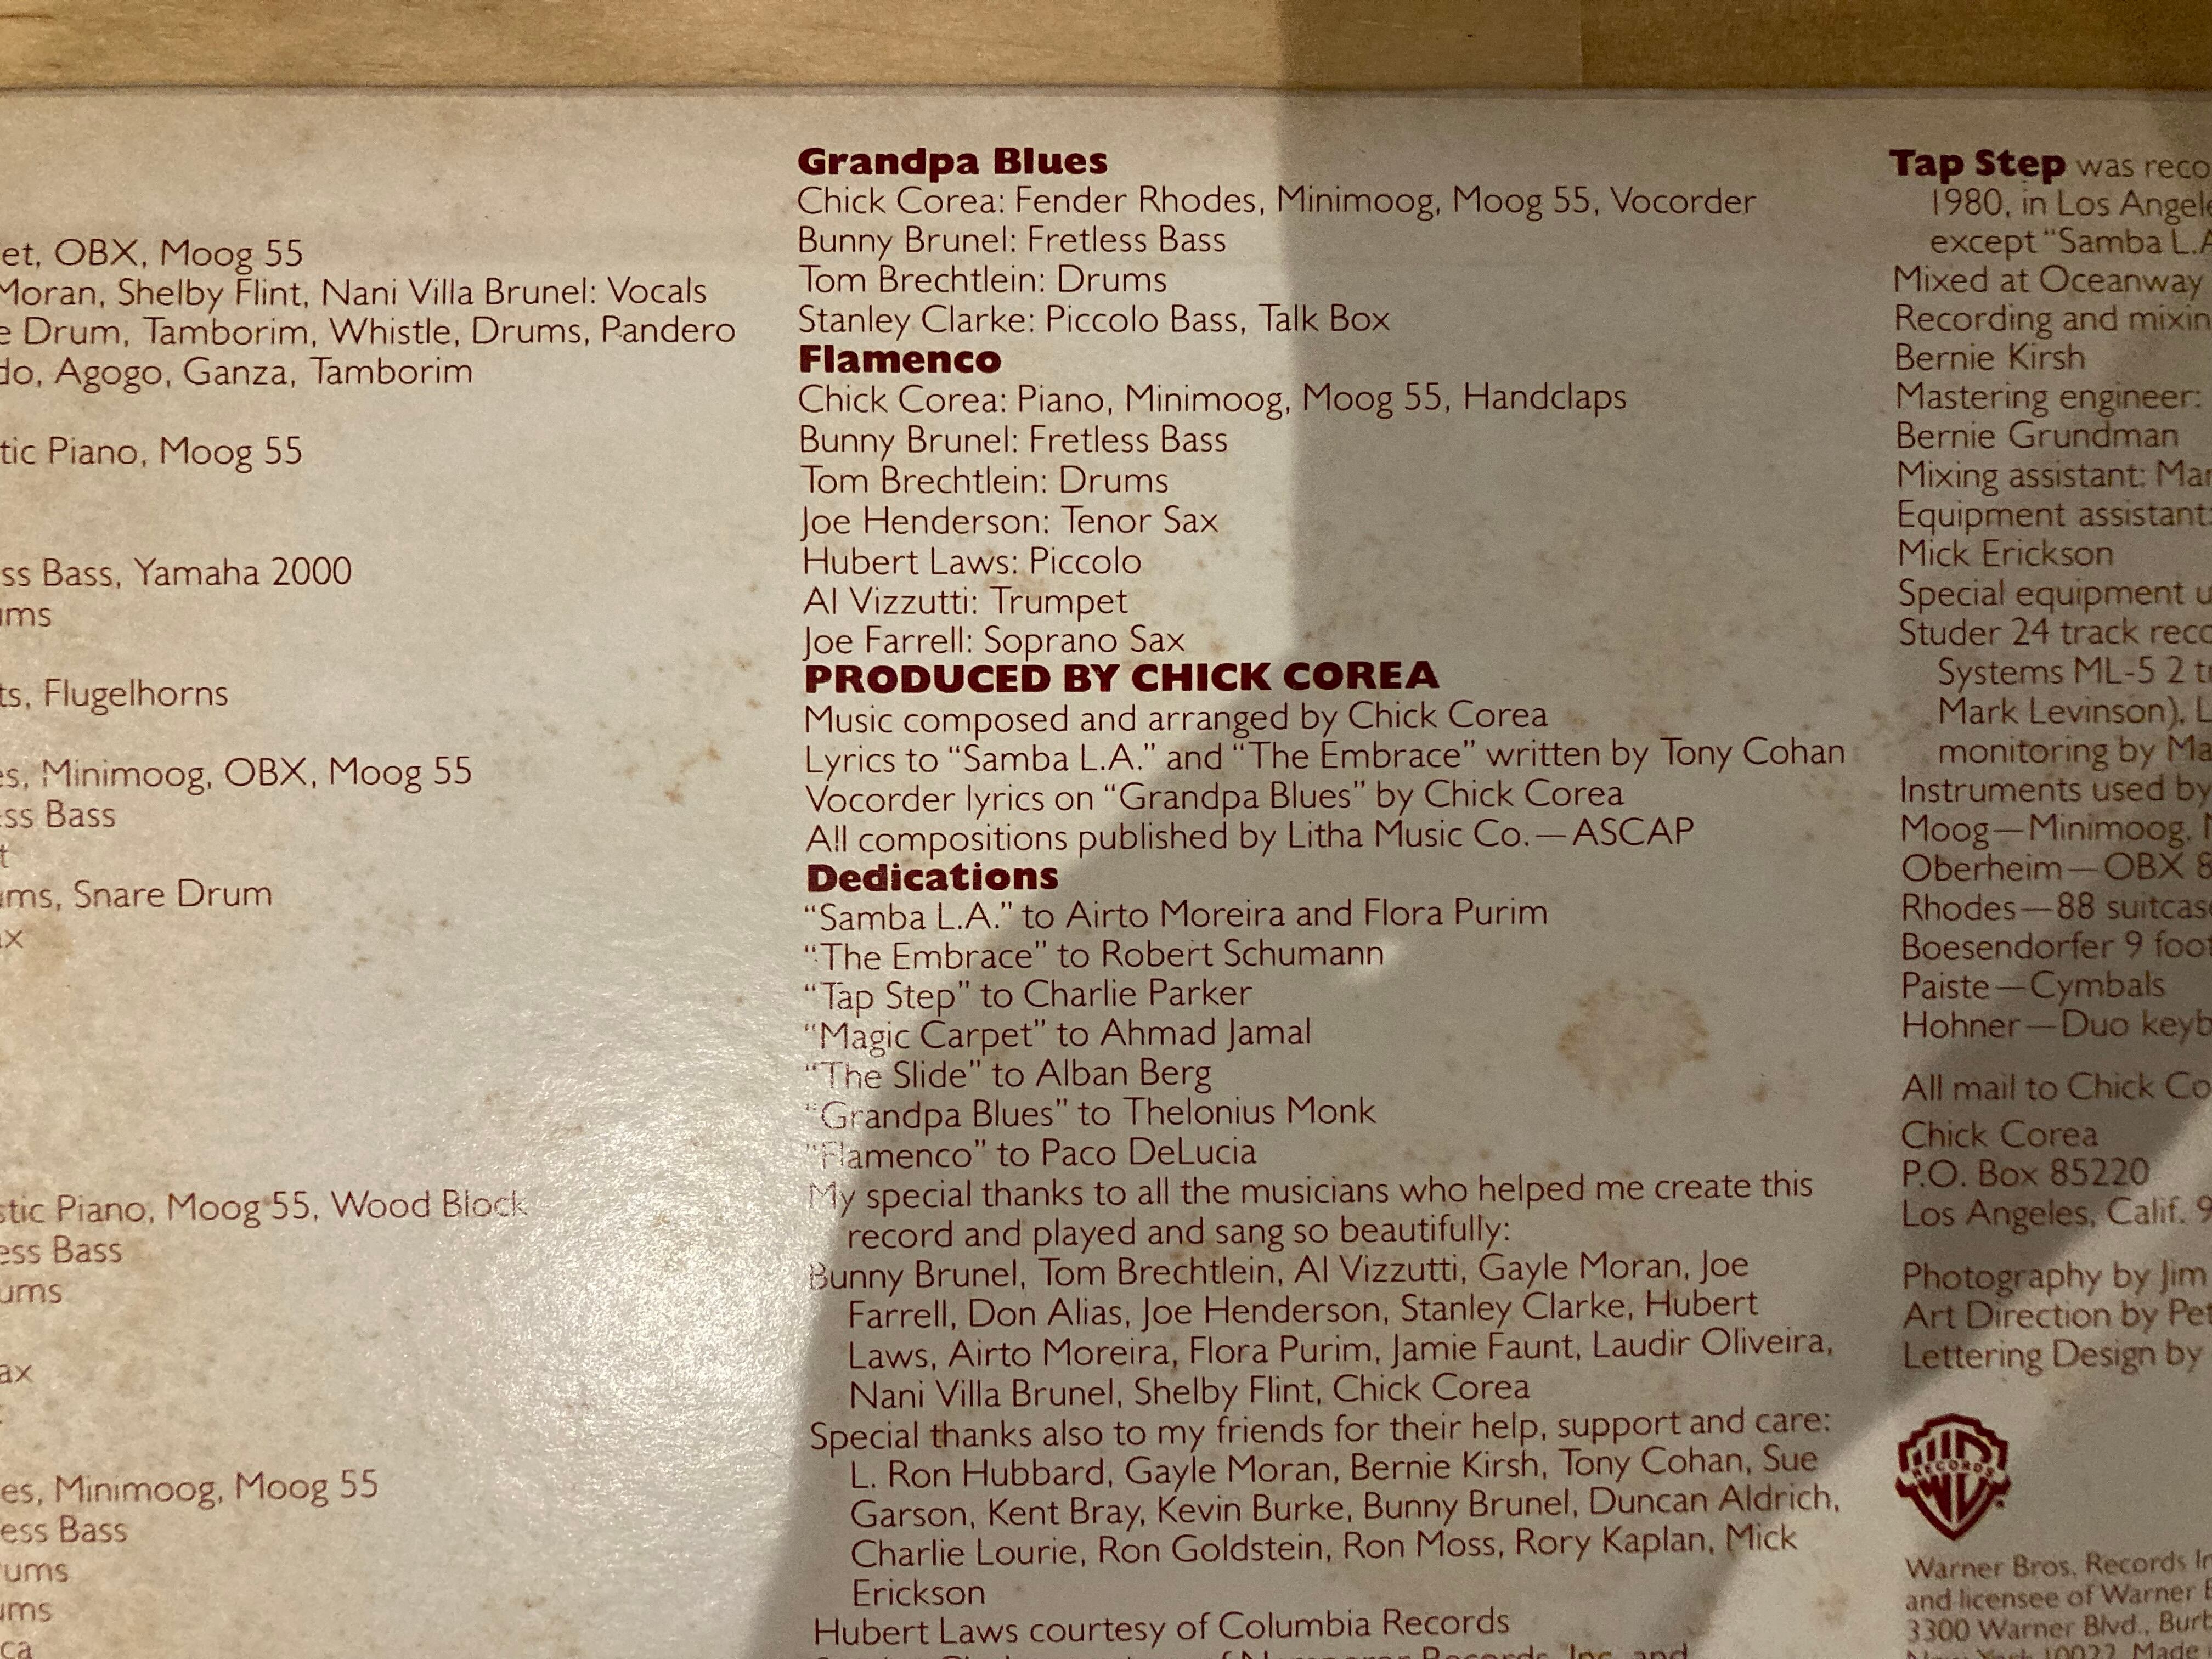 OBX, Moog 55
Moran, Shelby Flint, Nani Villa Brunel: Vocals
Drum, Tamborim, Whistle, Drums, Pandero
Agogo, Ganza, Tamborim
Piano, Moog 55
Bass, Yamaha 2000
Flugelhorns
Minimoog, OBX, Moog 55
Bass
Snare Drum
Piano, Moog 55, Wood Block
Bass
Minimoog, Moog 55
Bass
Grandpa Blues
Chick Corea: Fender Rhodes, Minimoog, Moog 55, Vocorder
Bunny Brunel: Fretless Bass
Tom Brechtlein: Drums
Stanley Clarke: Piccolo Bass, Talk Box
Flamenco
Chick Corea: Piano, Minimoog, Moog 55, Handclaps
Bunny Brunel: Fretless Bass
Tom Brechtlein: Drums
Joe Henderson: Tenor Sax
Hubert Laws: Piccolo
Al Vizzutti: Trumpet
Joe Farrell: Soprano Sax
PRODUCED BY CHICK COREA
Music composed and arranged by Chick Corea
Lyrics to “Samba L.A.” and “The Embrace” written by Tony Cohan
Vocorder lyrics on “Grandpa Blues” by Chick Corea
All compositions published by Litha Music Co.—ASCAP
Dedications
“Samba L.A.” to Airto Moreira and Flora Purim
“The Embrace” to Robert Schumann
“Tap Step” to Charlie Parker
“Magic Carpet” to Ahmad Jamal
“The Slide” to Alban Berg
“Grandpa Blues” to Thelonius Monk
“Flamenco” to Paco DeLucia
My special thanks to all the musicians who helped me create this
record and played and sang so beautifully:
Bunny Brunel, Tom Brechtlein, Al Vizzutti, Gayle Moran, Joe
Farrell, Don Alias, Joe Henderson, Stanley Clarke, Hubert
Laws, Airto Moreira, Flora Purim, Jamie Faunt, Laudir Oliveira,
Nani Villa Brunel, Shelby Flint, Chick Corea
Special thanks also to my friends for their help, support and care:
L. Ron Hubbard, Gayle Moran, Bernie Kirsh, Tony Cohan, Sue
Garson, Kent Bray, Kevin Burke, Bunny Brunel, Duncan Aldrich,
Charlie Lourie, Ron Goldstein, Ron Moss, Rory Kaplan, Mick
Erickson
Hubert Laws courtesy of Columbia Records
Tap Step was
1980, in Los
except “Samba
Mixed at Oceanway
Recording and
Bernie Kirsh
Mastering engineer:
Bernie Grundman
Mixing assistant:
Equipment assistant:
Mick Erickson
Special equipment
Studer 24 track
Systems ML-5 2
Mark Levinson),
monitoring by
Instruments used by
Moog—Minimoog,
Oberheim—OBX
Rhodes—88
Boesendorfer 9
Paiste—Cymbals
Hohner—Duo
All mail to Chick
Chick Corea
P.O. Box 85220
Los Angeles, Calif.
Photography by Jim
Art Direction by
Lettering Design by
RECORDS
Warner Bros. Records
and licensee of Warner
3300 Warner Blvd.,